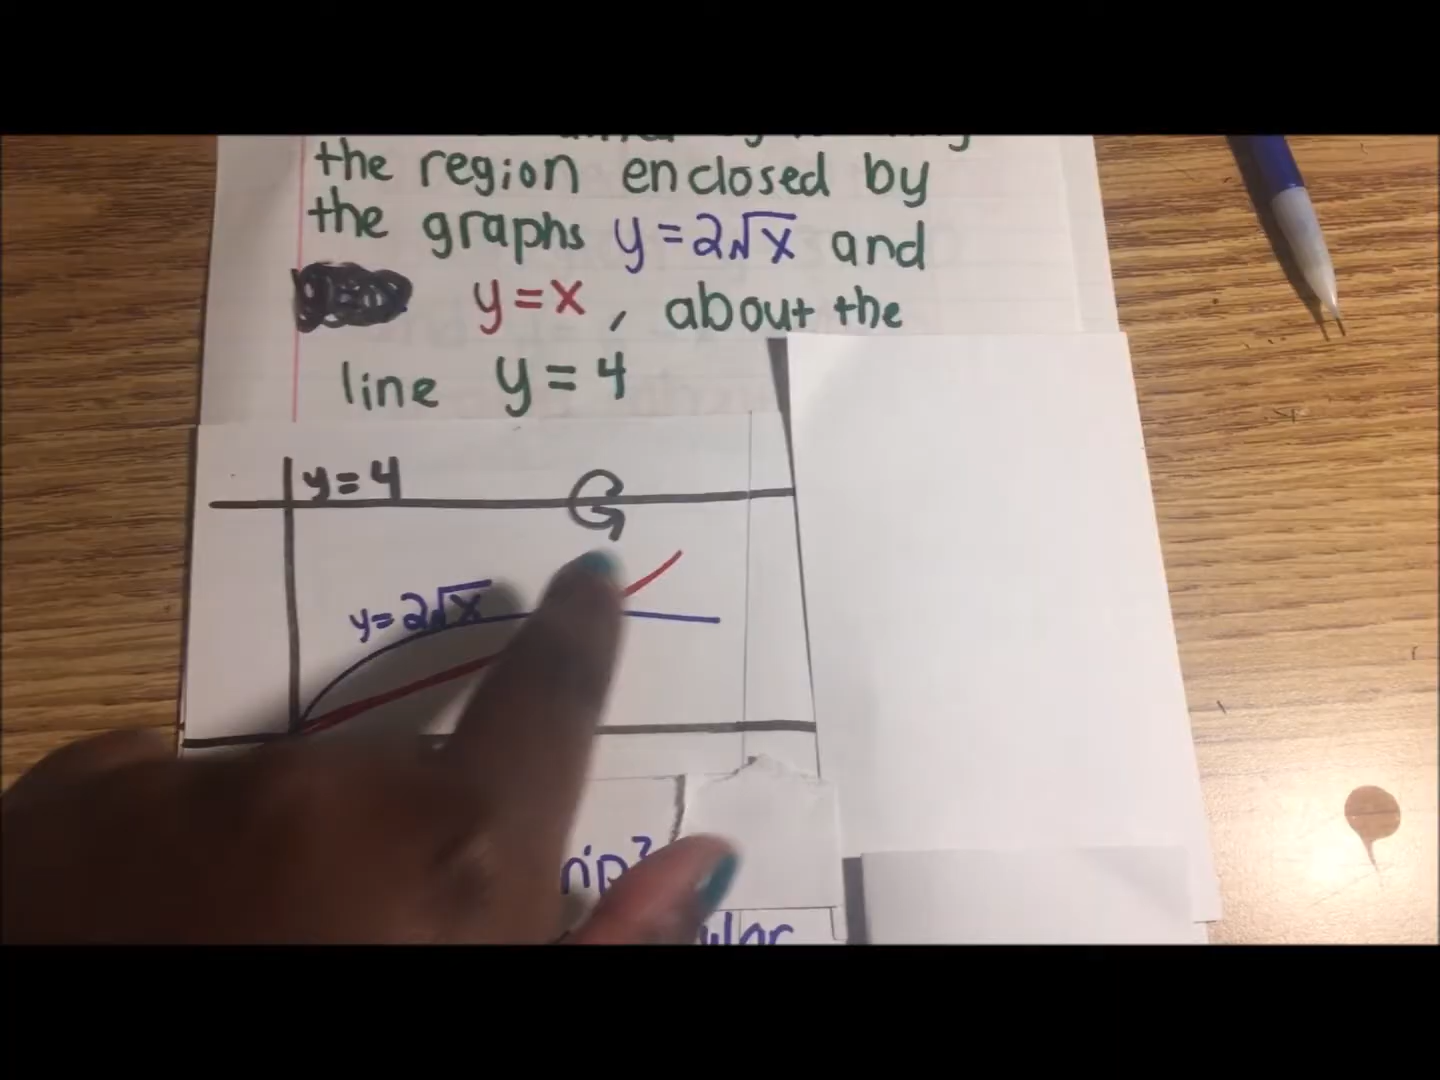 the region enclosed by
the graphs y=2√x and
y=x, about the
line y=4
y=4
y=2√x